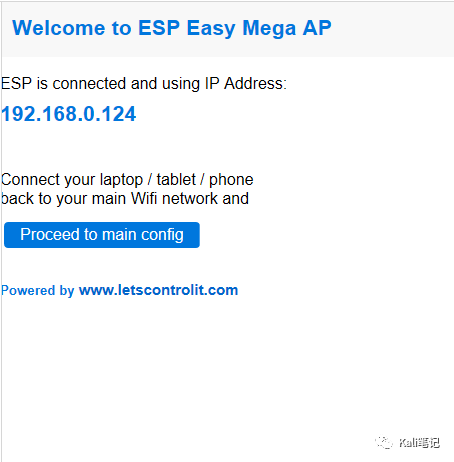 Welcome to ESP Easy Mega AP
ESP is connected and using IP Address:
192.168.0.124
Connect your laptop / tablet / phone
back to your main Wifi network and
Proceed to main config
Powered by www.letscontrolit.com
Kali笔记